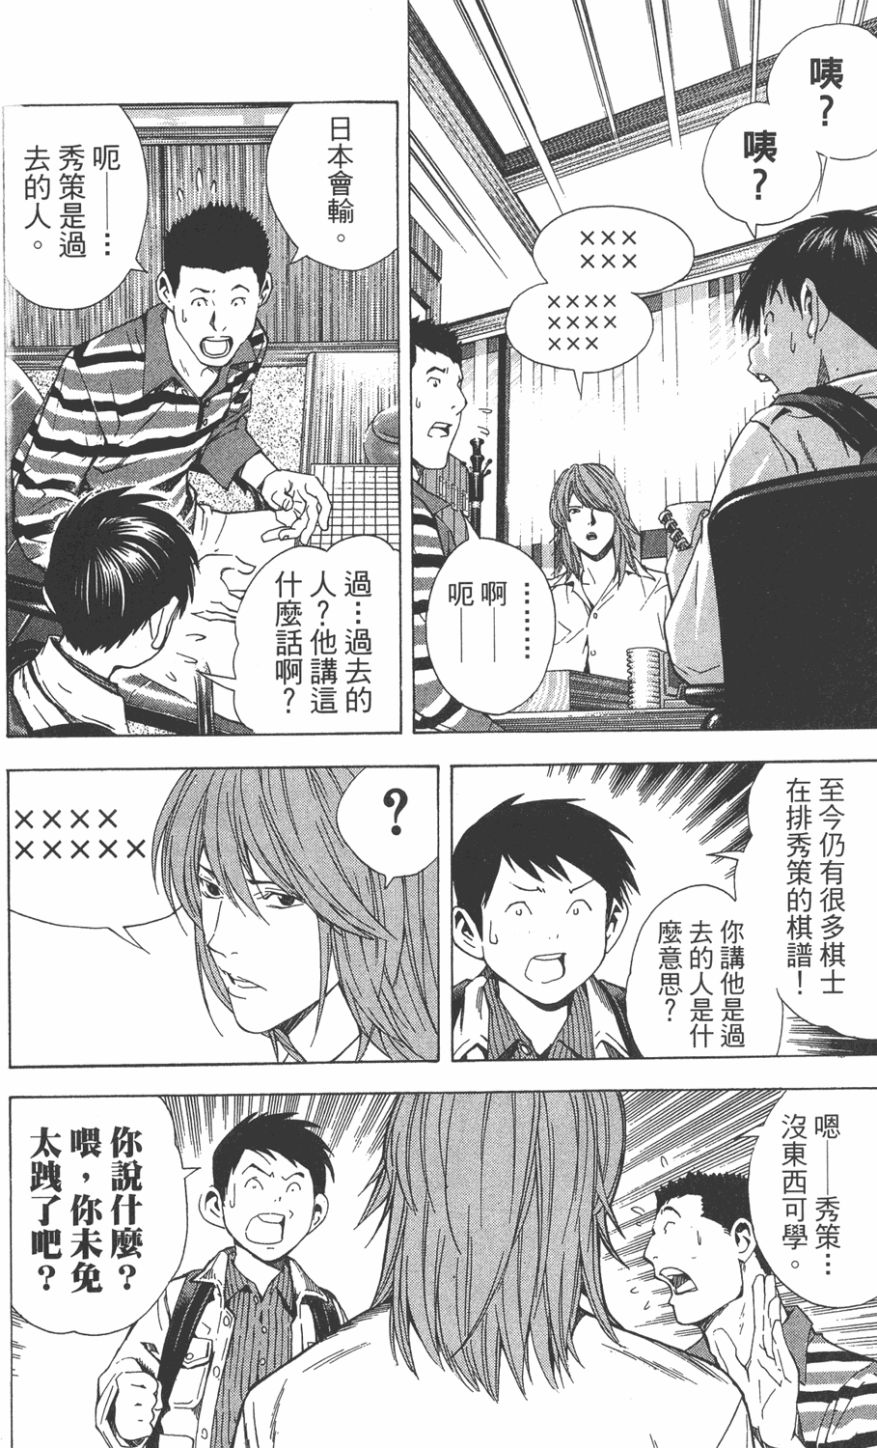 咦？
咦？
×××
×××
××××
××××
×××
……
啊——
呃——
日本會輸。
呃——…
秀策是過
去的人。
過…過去的
人？他講這
什麼話啊？
至今仍有很多棋士
在排秀策的棋譜！
你講他是過
去的人是什
麼意思？
？
××××
×××××
嗯——秀策…
沒東西可學。
你說什麼？
喂，你未免
太跩了吧？